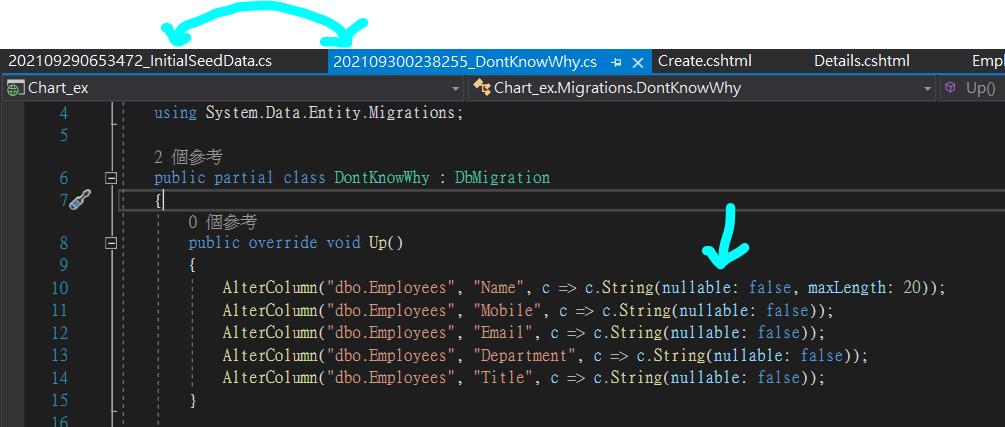 202109290653472_InitialSeedData.cs 202109300238255_DontKnowWhy.cs Create.cshtml Details.cshtml Empl
Chart_ex Chart_ex.Migrations.DontKnowWhy Up()
4 using System.Data.Entity.Migrations;
5
2 個參考
6 public partial class DontKnowWhy : DbMigration
7 {
0 個參考
8 public override void Up()
9 {
10 AlterColumn("dbo.Employees", "Name", c => c.String(nullable: false, maxLength: 20));
11 AlterColumn("dbo.Employees", "Mobile", c => c.String(nullable: false));
12 AlterColumn("dbo.Employees", "Email", c => c.String(nullable: false));
13 AlterColumn("dbo.Employees", "Department", c => c.String(nullable: false));
14 AlterColumn("dbo.Employees", "Title", c => c.String(nullable: false));
15 }
16